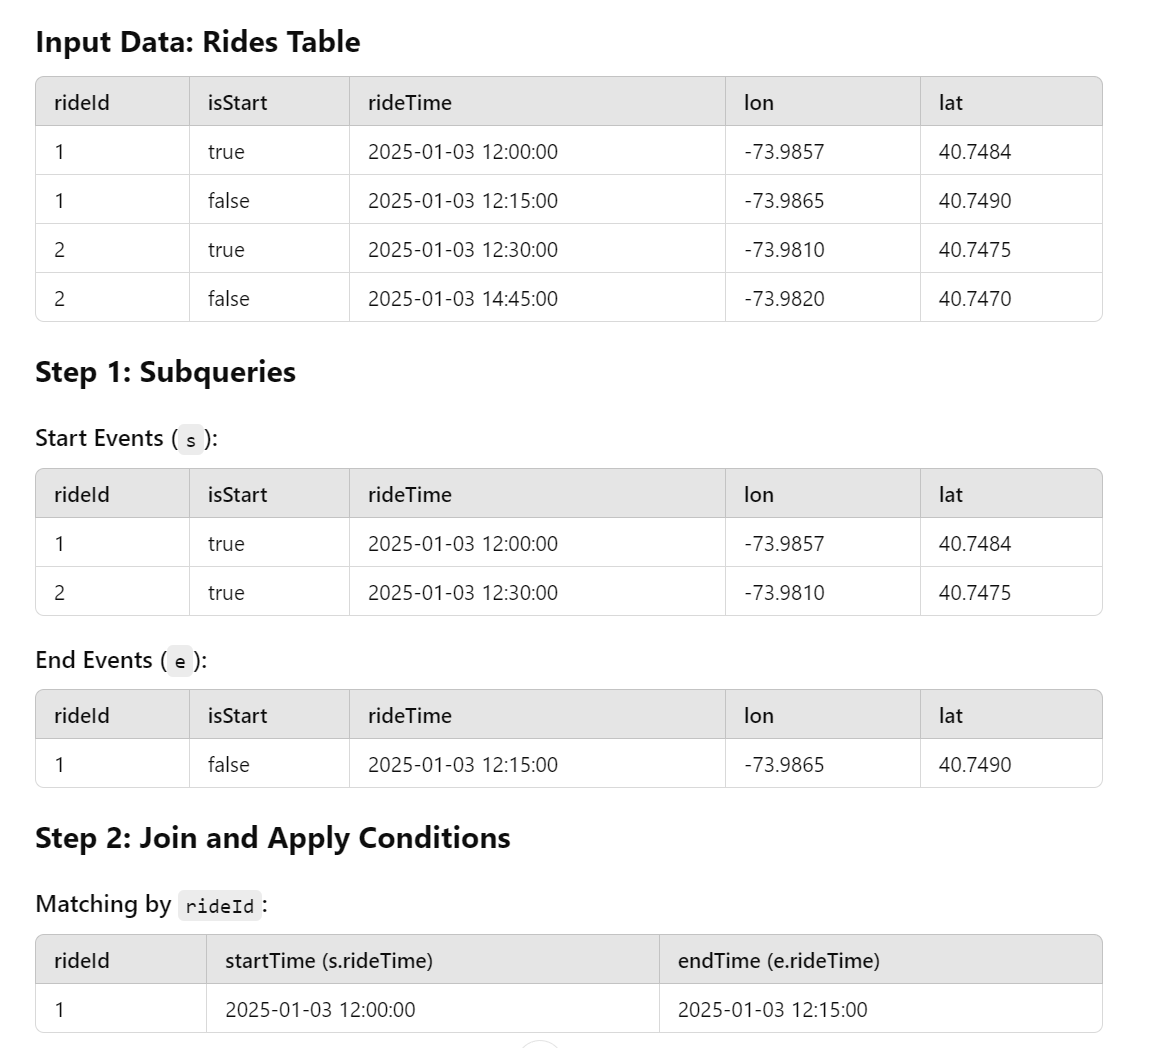 Input Data: Rides Table
rideId isStart rideTime lon lat
1 true 2025-01-03 12:00:00 -73.9857 40.7484
1 false 2025-01-03 12:15:00 -73.9865 40.7490
2 true 2025-01-03 12:30:00 -73.9810 40.7475
2 false 2025-01-03 14:45:00 -73.9820 40.7470
Step 1: Subqueries
Start Events (s):
rideId isStart rideTime lon lat
1 true 2025-01-03 12:00:00 -73.9857 40.7484
2 true 2025-01-03 12:30:00 -73.9810 40.7475
End Events (e):
rideId isStart rideTime lon lat
1 false 2025-01-03 12:15:00 -73.9865 40.7490
Step 2: Join and Apply Conditions
Matching by rideId:
rideId startTime (s.rideTime) endTime (e.rideTime)
1 2025-01-03 12:00:00 2025-01-03 12:15:00